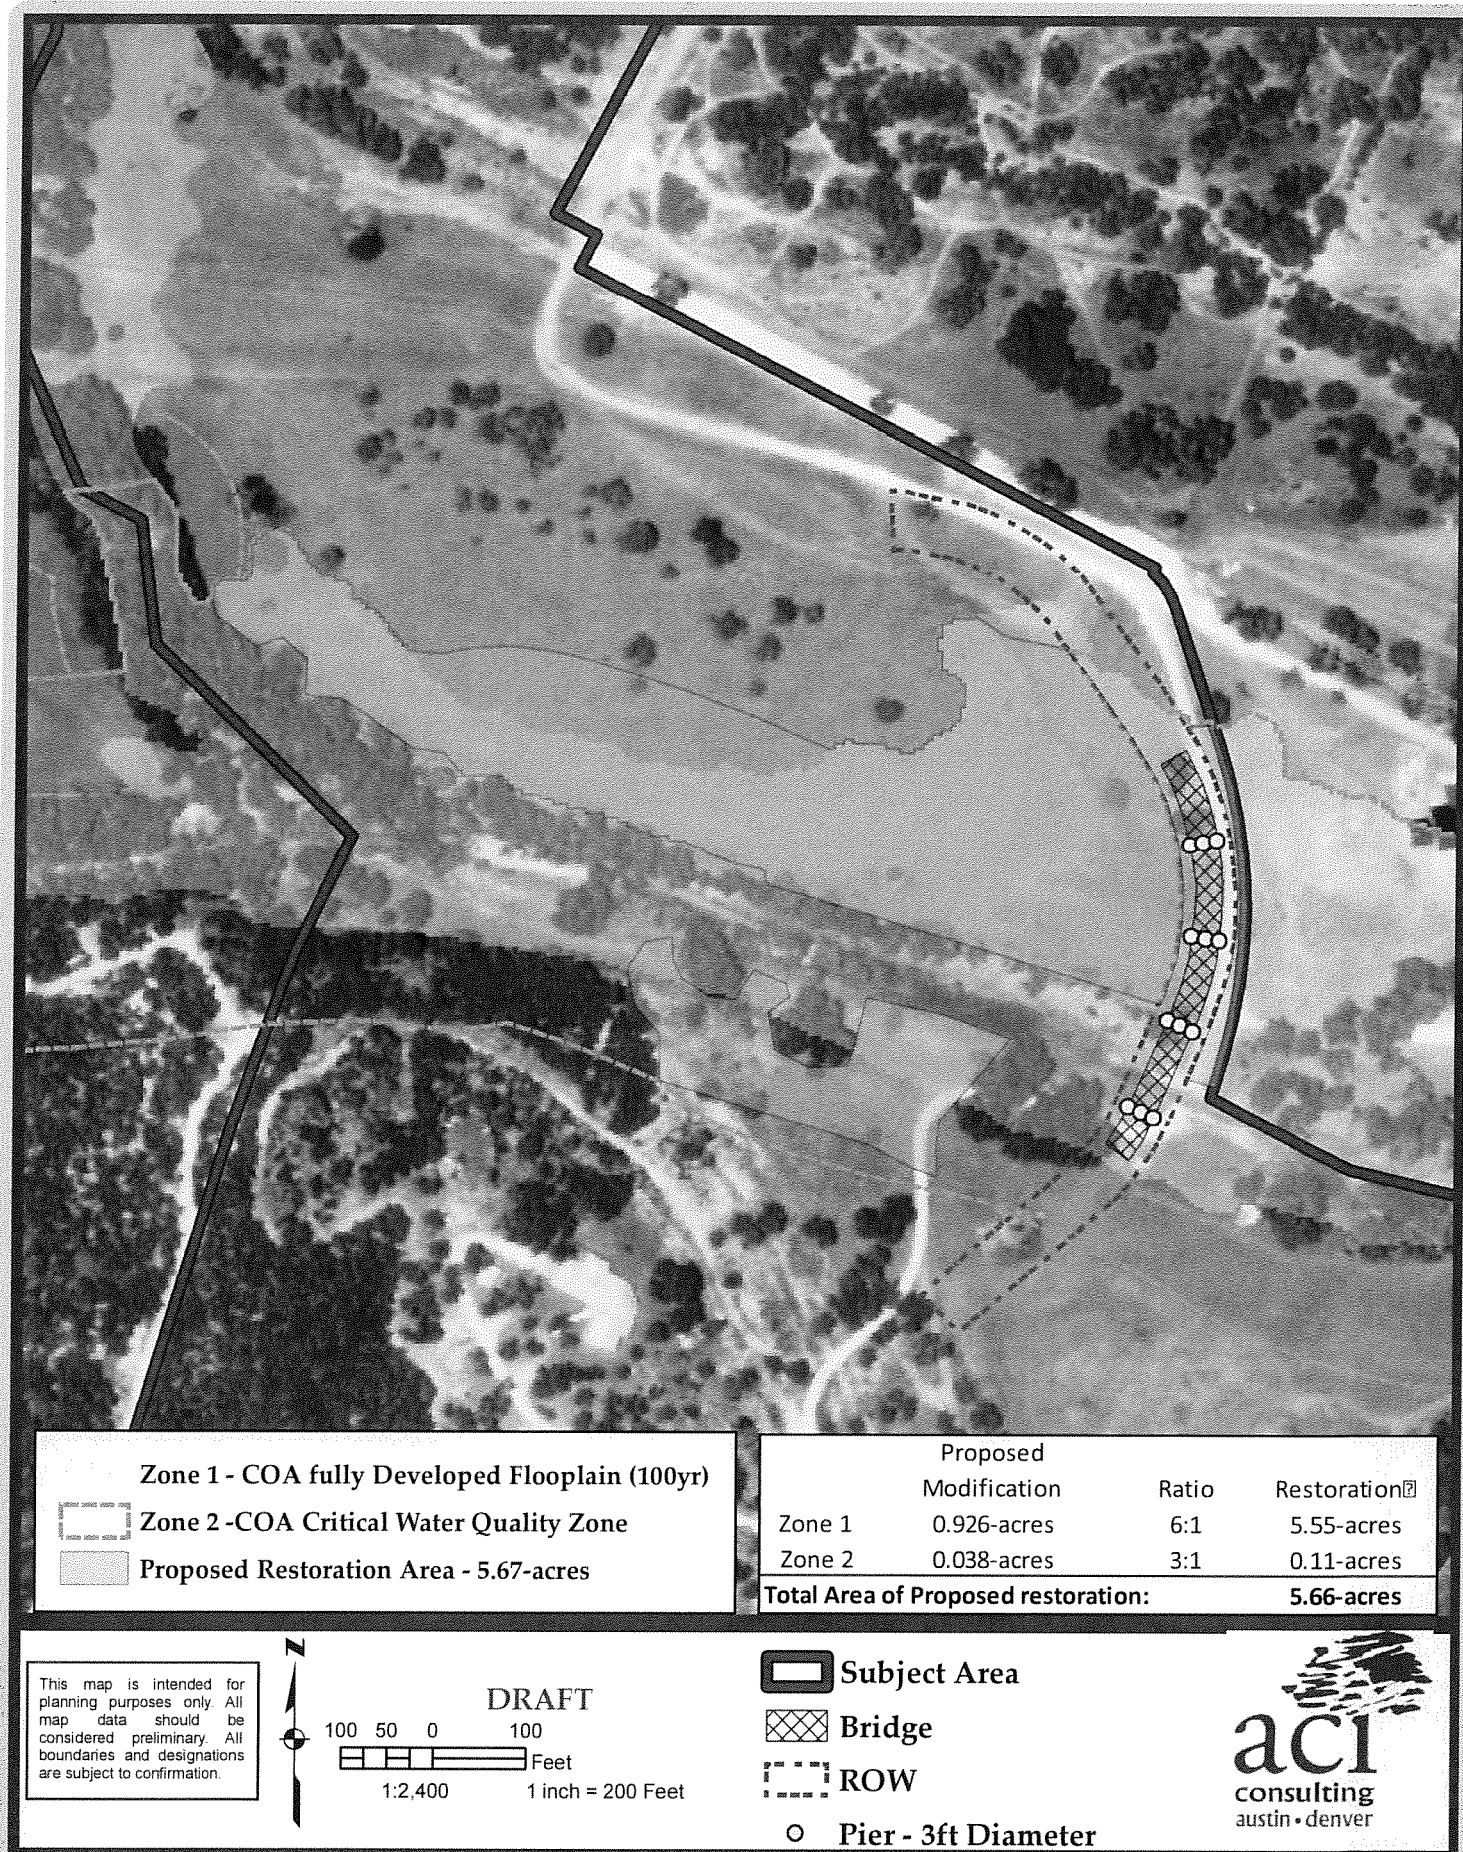 Zone 1 - COA fully Developed Flooplain (100yr)
Zone 2 -COA Critical Water Quality Zone
Proposed Restoration Area - 5.67-acres
Proposed
Modification Ratio Restoration
Zone 1 0.926-acres 6:1 5.55-acres
Zone 2 0.038-acres 3:1 0.11-acres
Total Area of Proposed restoration: 5.66-acres
This map is intended for
planning purposes only. All
map data should be
considered preliminary. All
boundaries and designations
are subject to confirmation.
N
DRAFT
100 50 0 100
Feet
1:2,400 1 inch = 200 Feet
Subject Area
Bridge
ROW
Pier - 3ft Diameter
aci
consulting
austin • denver